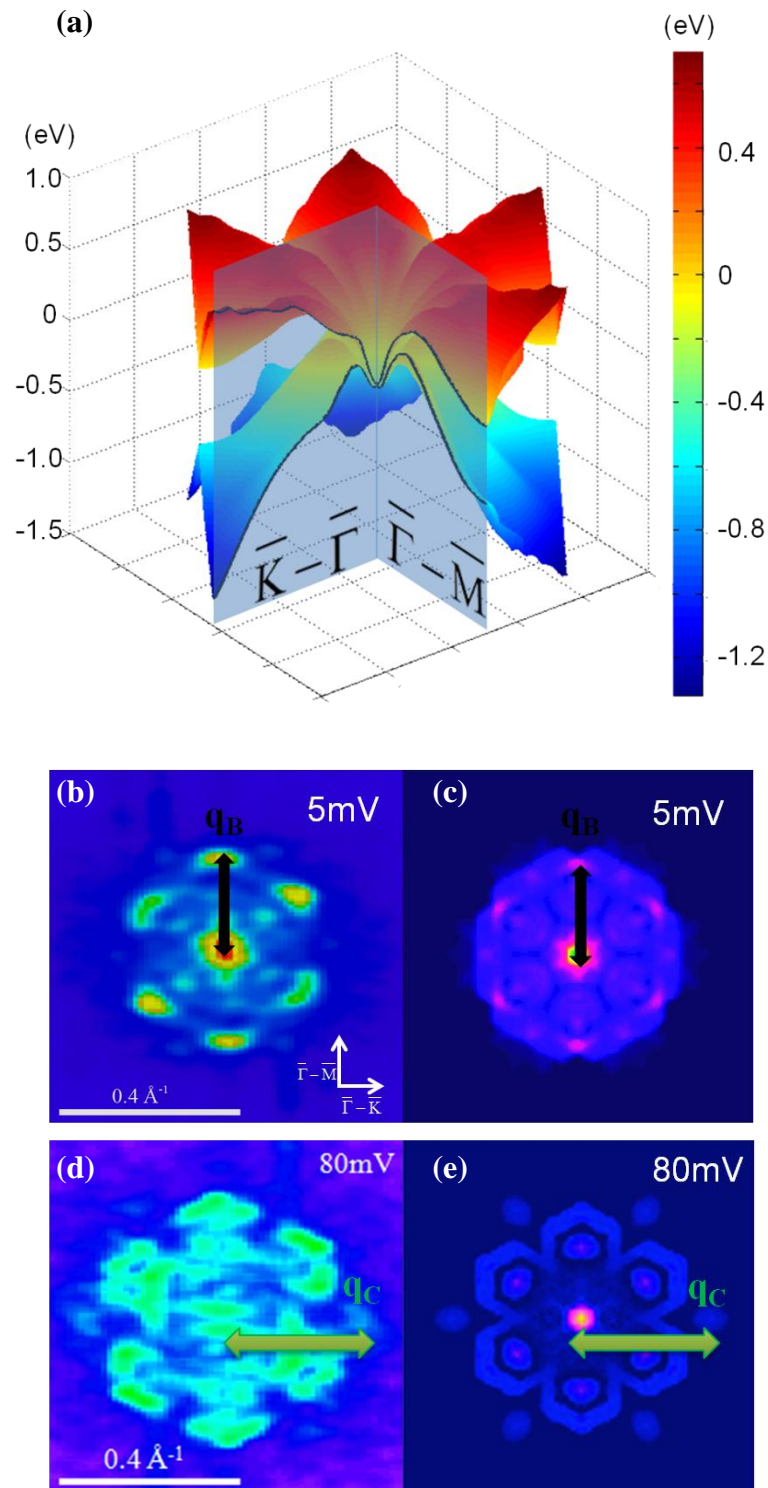 (a)
(eV)
(eV)
1.0
0.5
0
-0.5
-1.0
-1.5
0.4
0
-0.4
-0.8
-1.2
K̅ – Γ̅
Γ̅ – M̅
(b) 5mV
q_B
0.4 Å⁻¹
Γ̅ – M̅
Γ̅ – K̅
(c) 5mV
q_B
(d) 80mV
q_C
0.4 Å⁻¹
(e) 80mV
q_C